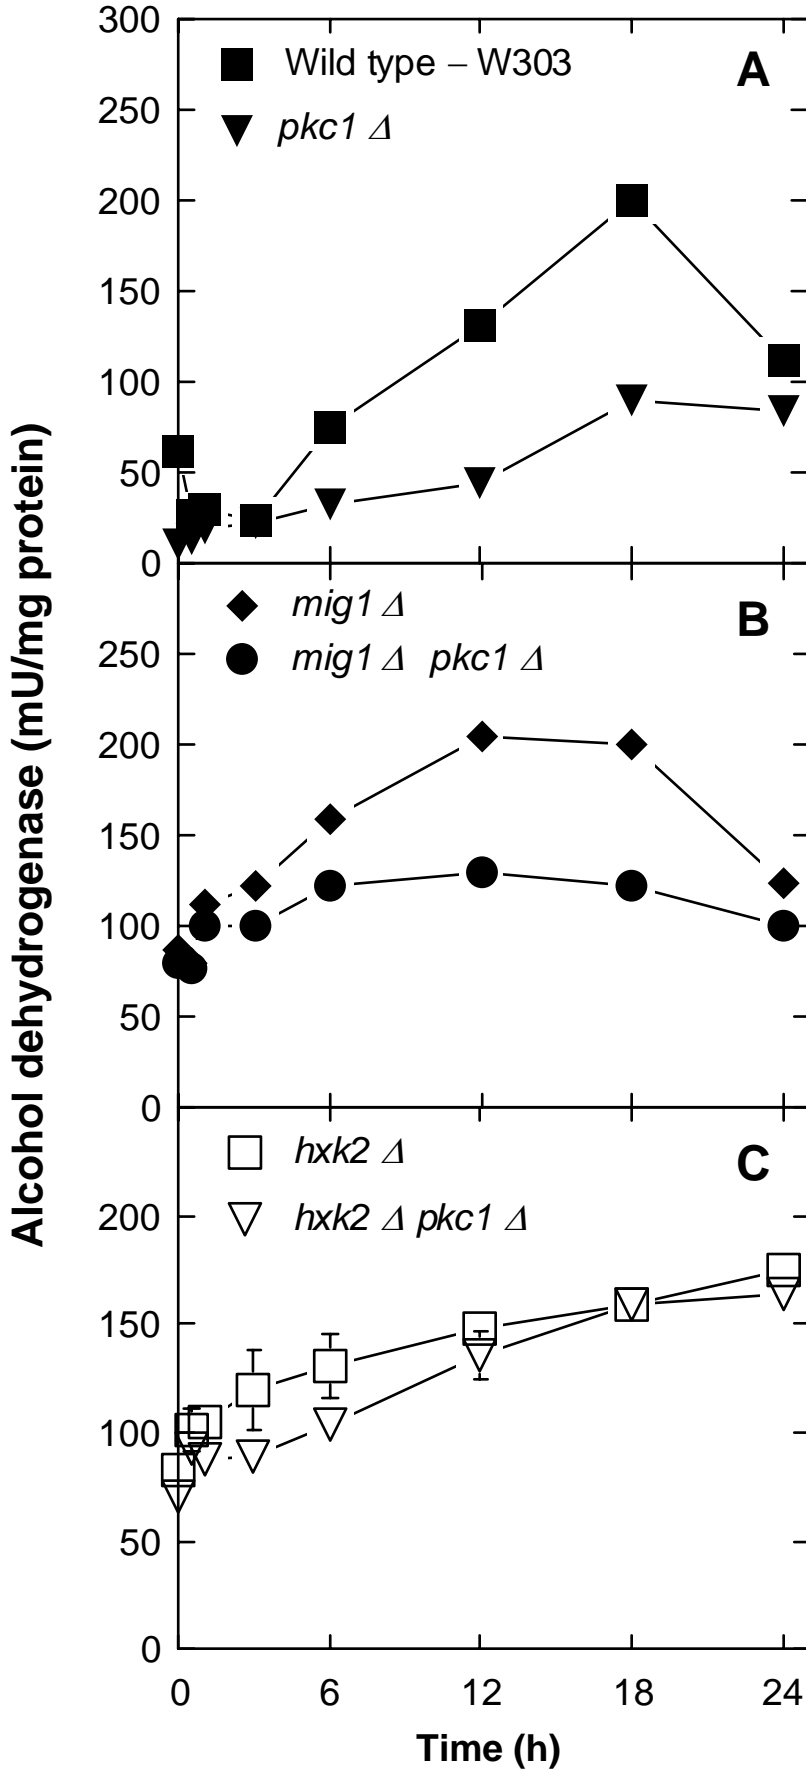 Alcohol dehydrogenase (mU/mg protein)
300
250
200
150
100
50
0
Wild type – W303
pkc1 Δ
A
250
200
150
100
50
0
mig1 Δ
mig1 Δ pkc1 Δ
B
200
150
100
50
0
hxk2 Δ
hxk2 Δ pkc1 Δ
C
0 6 12 18 24
Time (h)